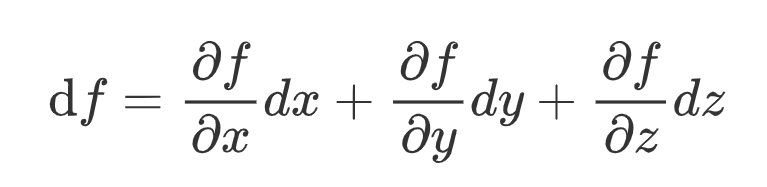 df = ∂f/∂x dx + ∂f/∂y dy + ∂f/∂z dz